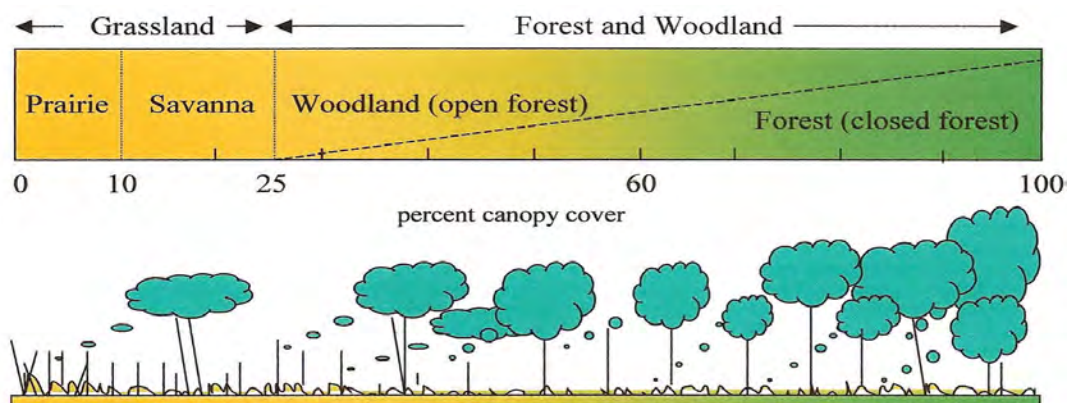 Grassland Forest and Woodland
Prairie Savanna Woodland (open forest)
Forest (closed forest)
0 10 25 60 100
percent canopy cover